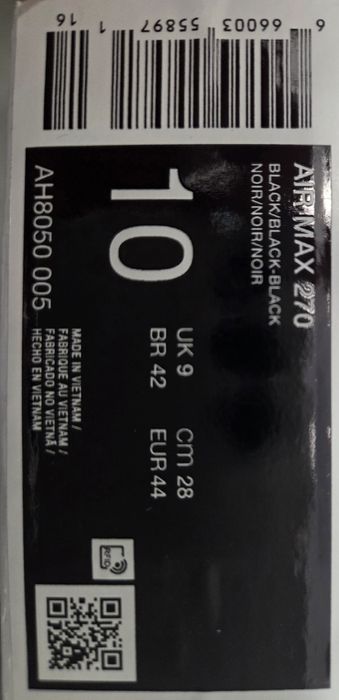 6 66003 55897 1 16
AIR MAX 270
BLACK/BLACK-BLACK
NOIR/NOIR/NOIR
10
UK 9 cm 28
BR 42 EUR 44
MADE IN VIETNAM /
FABRIQUE AU VIETNAM /
FABRICADO NO VIETNÃ /
HECHO EN VIETNAM
AH8050 005
RFID